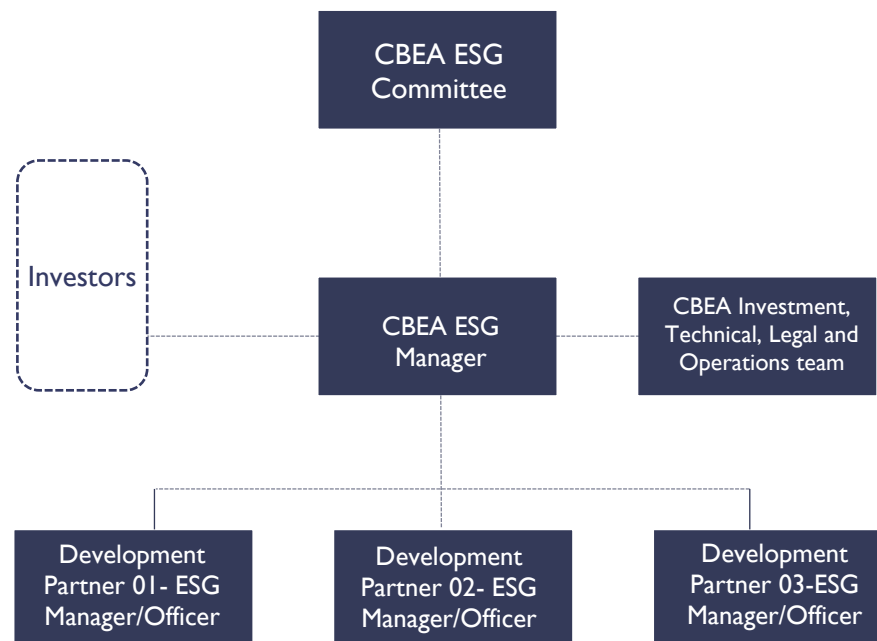 CBEA ESG
Committee
Investors
CBEA ESG
Manager
CBEA Investment,
Technical, Legal and
Operations team
Development
Partner 01- ESG
Manager/Officer
Development
Partner 02- ESG
Manager/Officer
Development
Partner 03-ESG
Manager/Officer